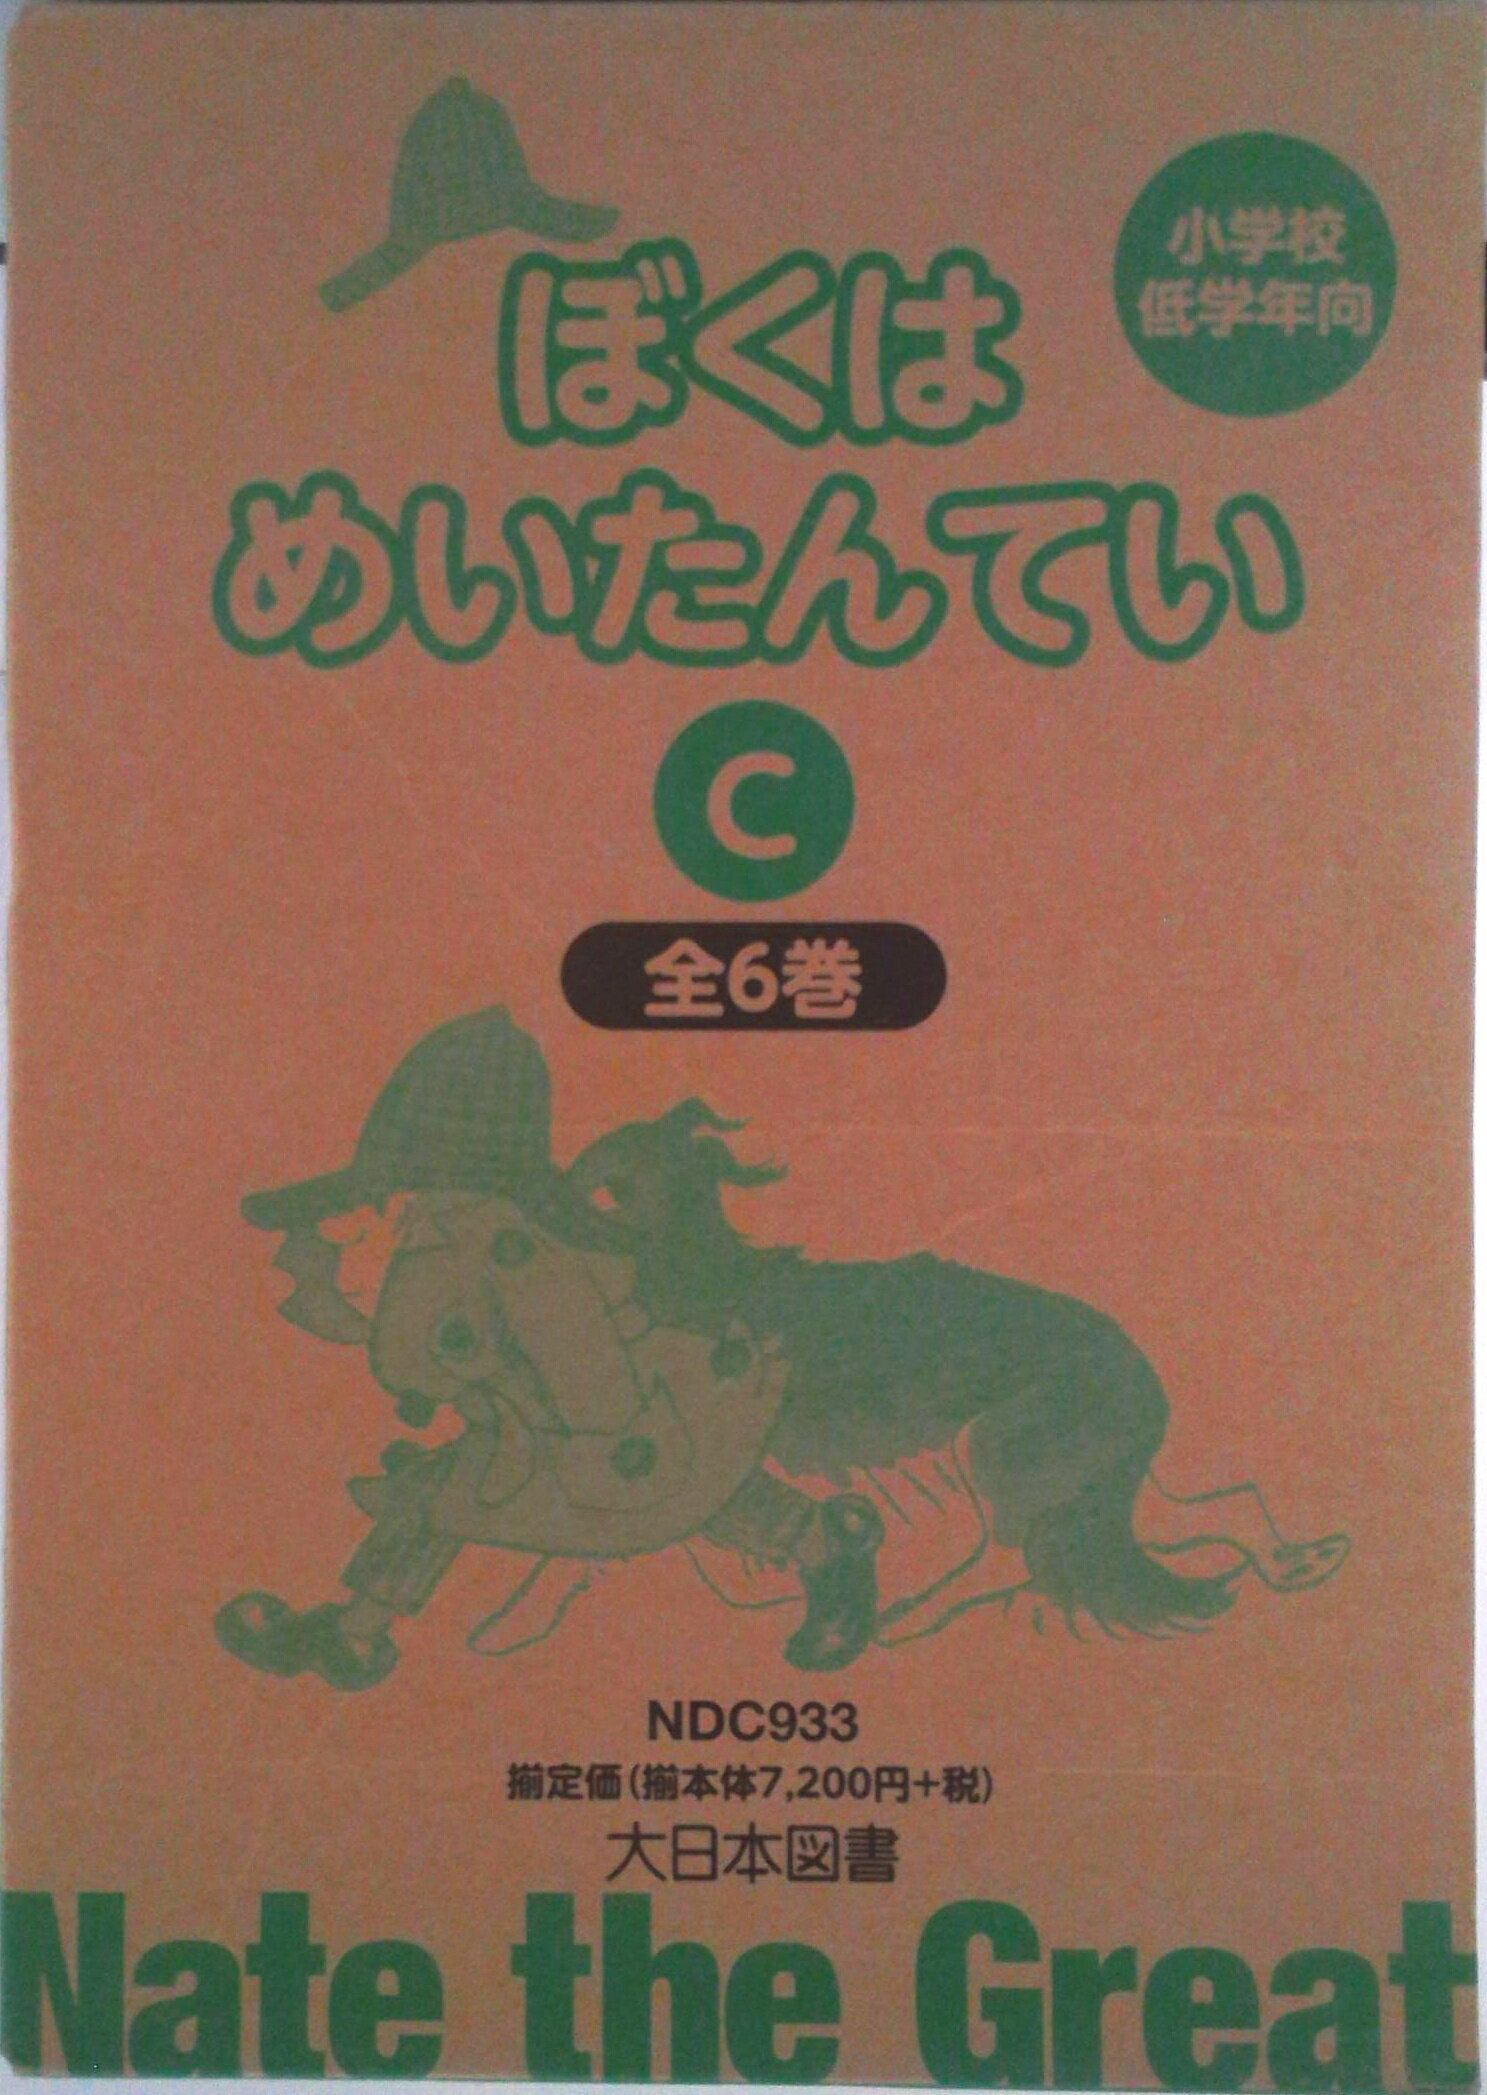 小学校
低学年向
ぼくは
めいたんてい
C
全6巻
NDC933
揃定価(揃本体7,200円+税)
大日本図書
Nate the Great